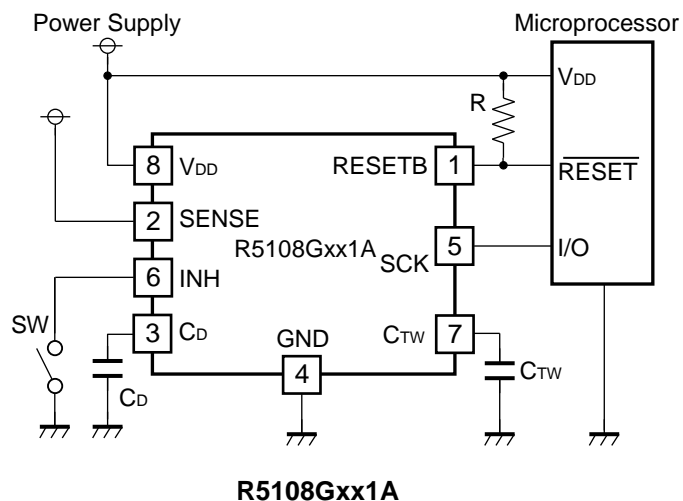 Power Supply
Microprocessor
VDD
R
8
VDD
RESETB
1
RESET
2
SENSE
R5108Gxx1A
SCK
5
I/O
6
INH
SW
3
CD
GND
CTW
7
4
CD
CTW
R5108Gxx1A